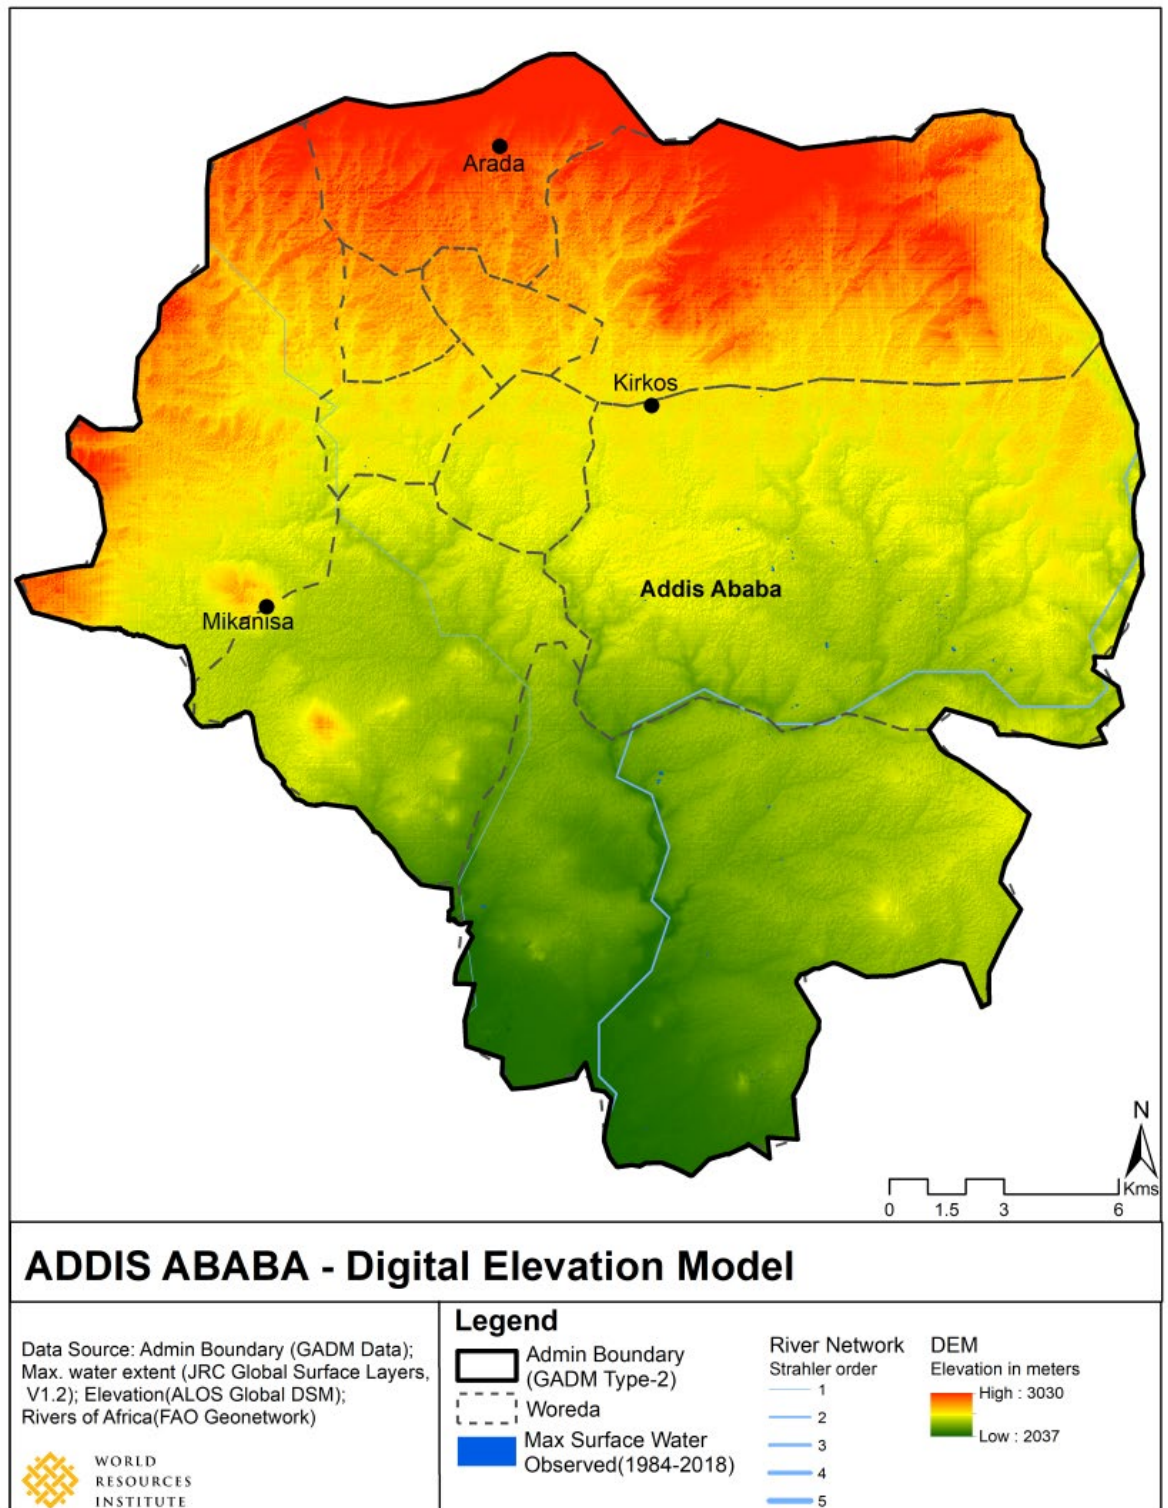 Arada
Kirkos
Addis Ababa
Mikanisa
N
Kms
0 1.5 3 6
ADDIS ABABA - Digital Elevation Model
Data Source: Admin Boundary (GADM Data);
Max. water extent (JRC Global Surface Layers,
V1.2); Elevation(ALOS Global DSM);
Rivers of Africa(FAO Geonetwork)
WORLD
RESOURCES
INSTITUTE
Legend
Admin Boundary
(GADM Type-2)
Woreda
Max Surface Water
Observed(1984-2018)
River Network
Strahler order
1
2
3
4
5
DEM
Elevation in meters
High : 3030
Low : 2037